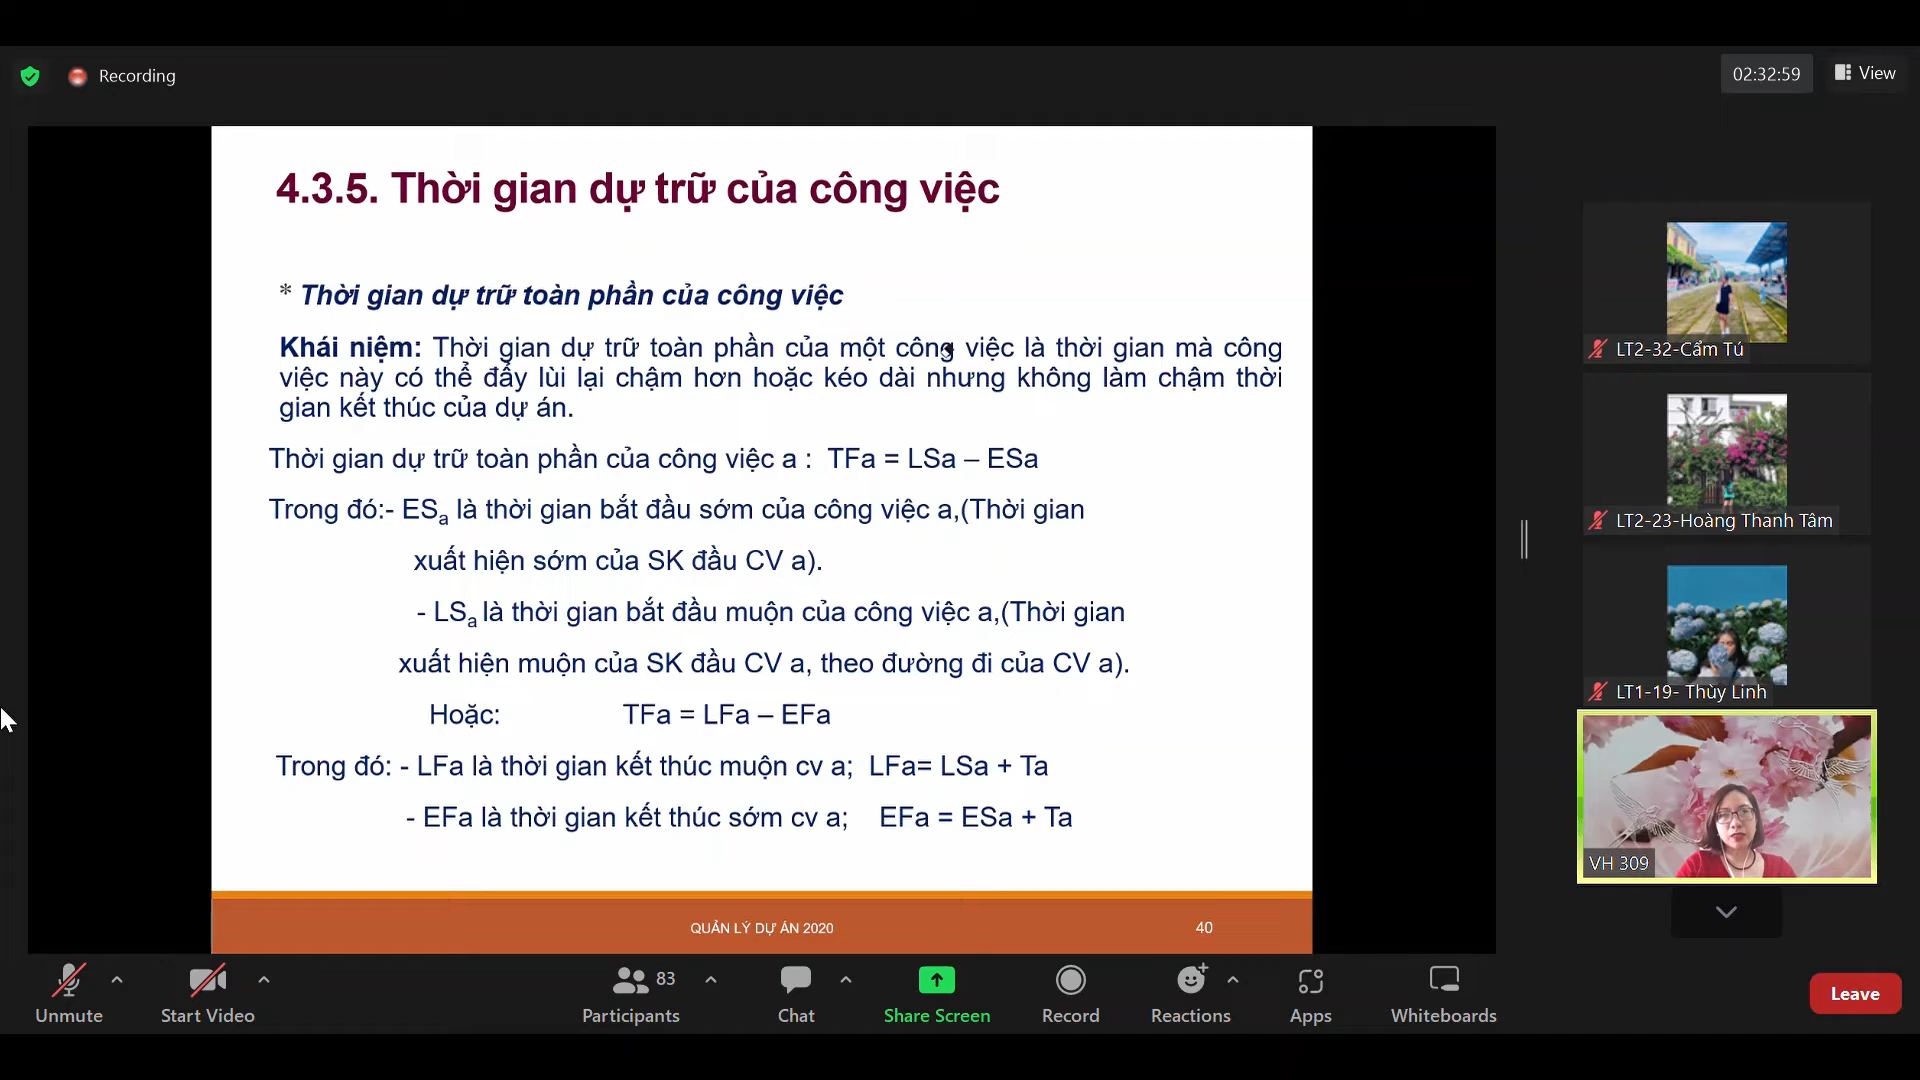 Recording
02:32:59
View
4.3.5. Thời gian dự trữ của công việc
* Thời gian dự trữ toàn phần của công việc
Khái niệm: Thời gian dự trữ toàn phần của một công việc là thời gian mà công
việc này có thể đẩy lùi lại chậm hơn hoặc kéo dài nhưng không làm chậm thời
gian kết thúc của dự án.
Thời gian dự trữ toàn phần của công việc a : TFa = LSa – ESa
Trong đó:- ESa là thời gian bắt đầu sớm của công việc a,(Thời gian
xuất hiện sớm của SK đầu CV a).
- LSa là thời gian bắt đầu muộn của công việc a,(Thời gian
xuất hiện muộn của SK đầu CV a, theo đường đi của CV a).
Hoặc: TFa = LFa – EFa
Trong đó: - LFa là thời gian kết thúc muộn cv a; LFa= LSa + Ta
- EFa là thời gian kết thúc sớm cv a; EFa = ESa + Ta
QUẢN LÝ DỰ ÁN 2020
40
LT2-32-Cẩm Tú
LT2-23-Hoàng Thanh Tâm
LT1-19- Thùy Linh
VH 309
Unmute
Start Video
83
Participants
Chat
Share Screen
Record
Reactions
Apps
Whiteboards
Leave